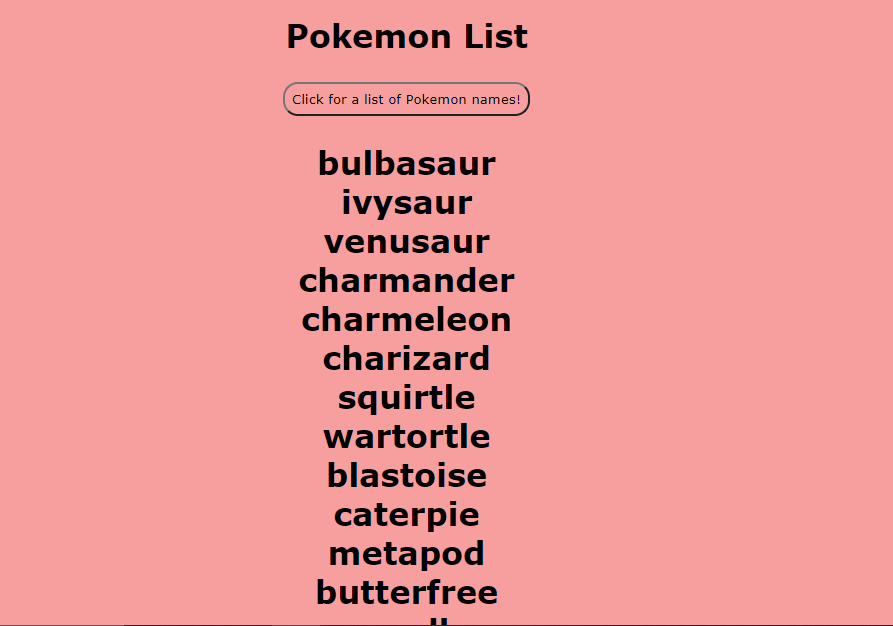 Pokemon List
Click for a list of Pokemon names!
bulbasaur
ivysaur
venusaur
charmander
charmeleon
charizard
squirtle
wartortle
blastoise
caterpie
metapod
butterfree